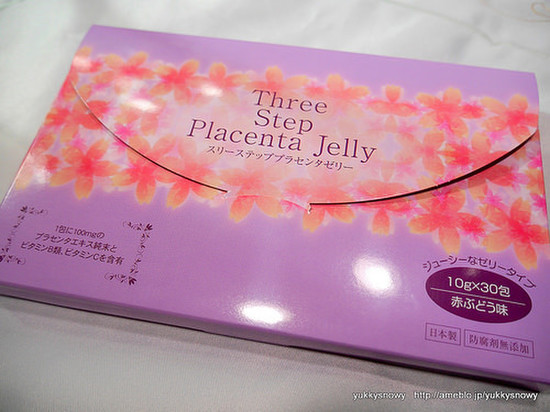 Three
Step
Placenta Jelly
スリーステッププラセンタゼリー
1包に100mgの
プラセンタエキス純末と
ビタミンB類、ビタミンCを含有
ジューシーなゼリータイプ
10g×30包
赤ぶどう味
日本製
防腐剤無添加
yukkysnowy http://ameblo.jp/yukkysnowy